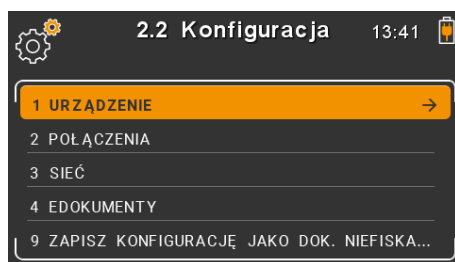 2.2 Konfiguracja 13:41
1 URZĄDZENIE
2 POŁĄCZENIA
3 SIEĆ
4 EDOKUMENTY
9 ZAPISZ KONFIGURACJĘ JAKO DOK. NIEFISKA...